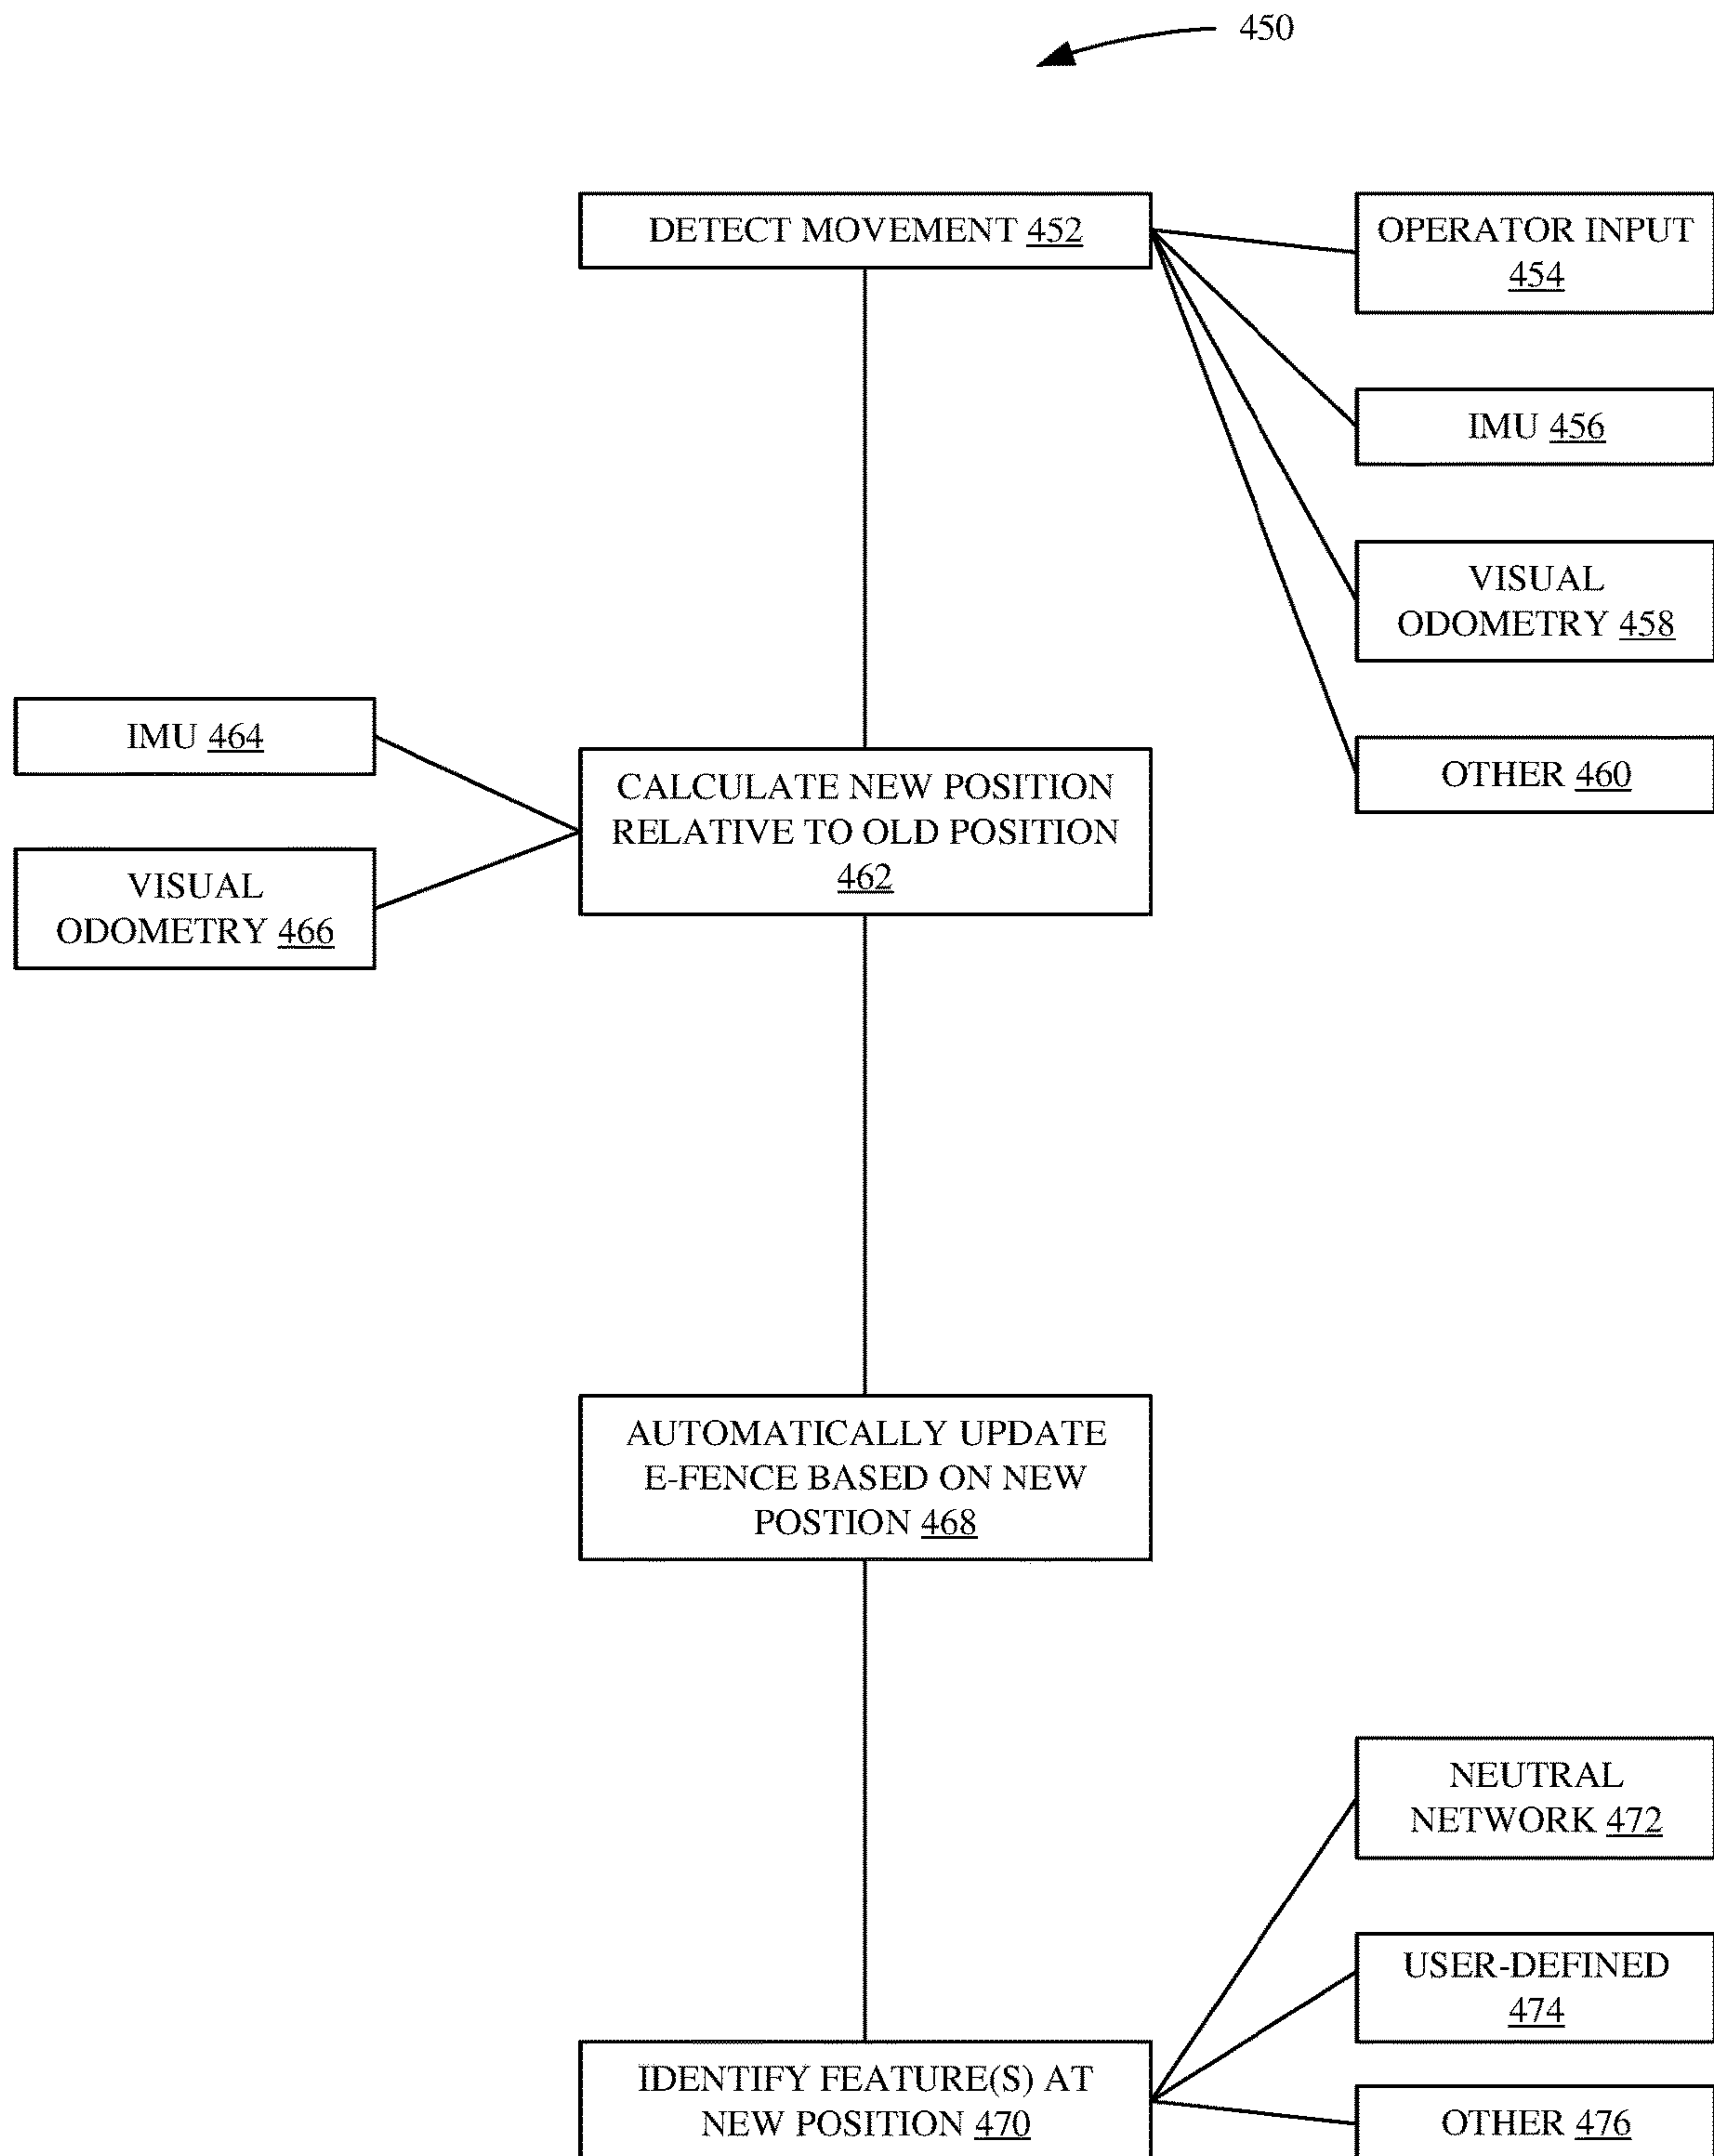 450
DETECT MOVEMENT 452
OPERATOR INPUT
454
IMU 456
VISUAL
ODOMETRY 458
OTHER 460
IMU 464
VISUAL
ODOMETRY 466
CALCULATE NEW POSITION
RELATIVE TO OLD POSITION
462
AUTOMATICALLY UPDATE
E-FENCE BASED ON NEW
POSTION 468
NEUTRAL
NETWORK 472
USER-DEFINED
474
IDENTIFY FEATURE(S) AT
NEW POSITION 470
OTHER 476